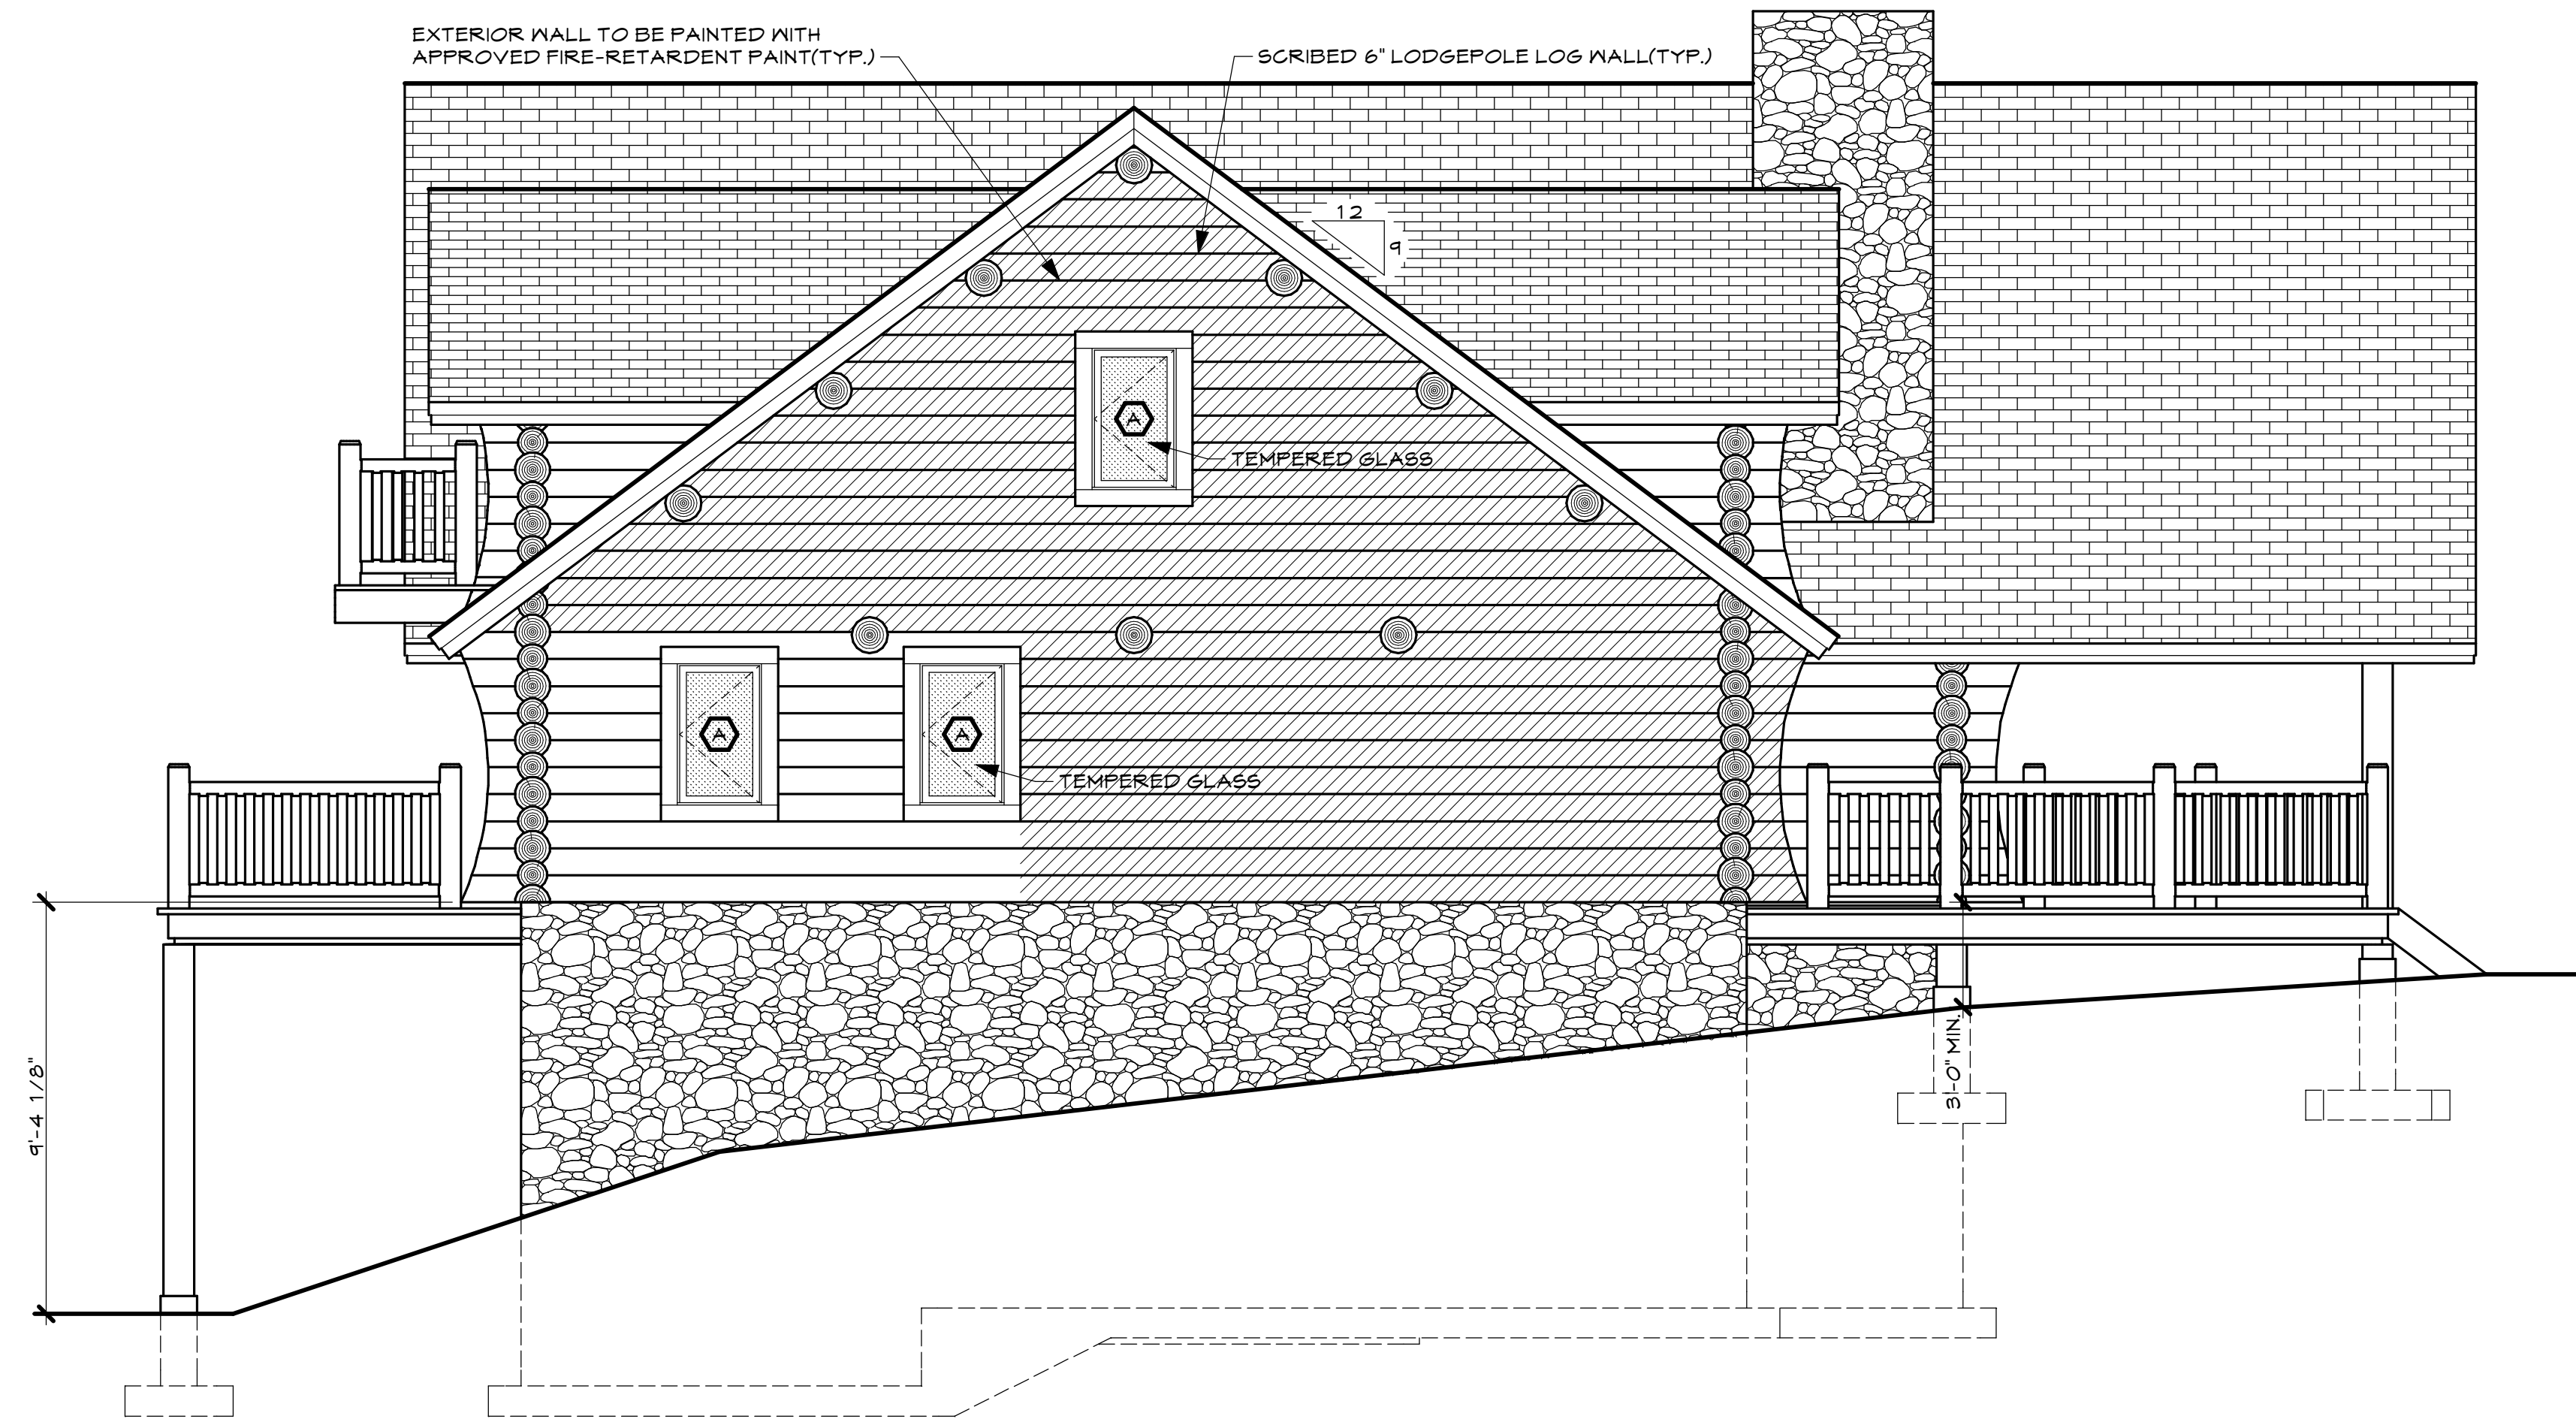 EXTERIOR WALL TO BE PAINTED WITH
APPROVED FIRE-RETARDENT PAINT(TYP.)
SCRIBED 6" LODGEPOLE LOG WALL(TYP.)
12
9
A
TEMPERED GLASS
A
A
TEMPERED GLASS
9'-4 1/8"
3'-0" MIN.